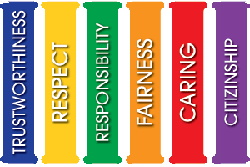 TRUSTWORTHINESS
RESPECT
RESPONSIBILITY
FAIRNESS
CARING
CITIZENSHIP